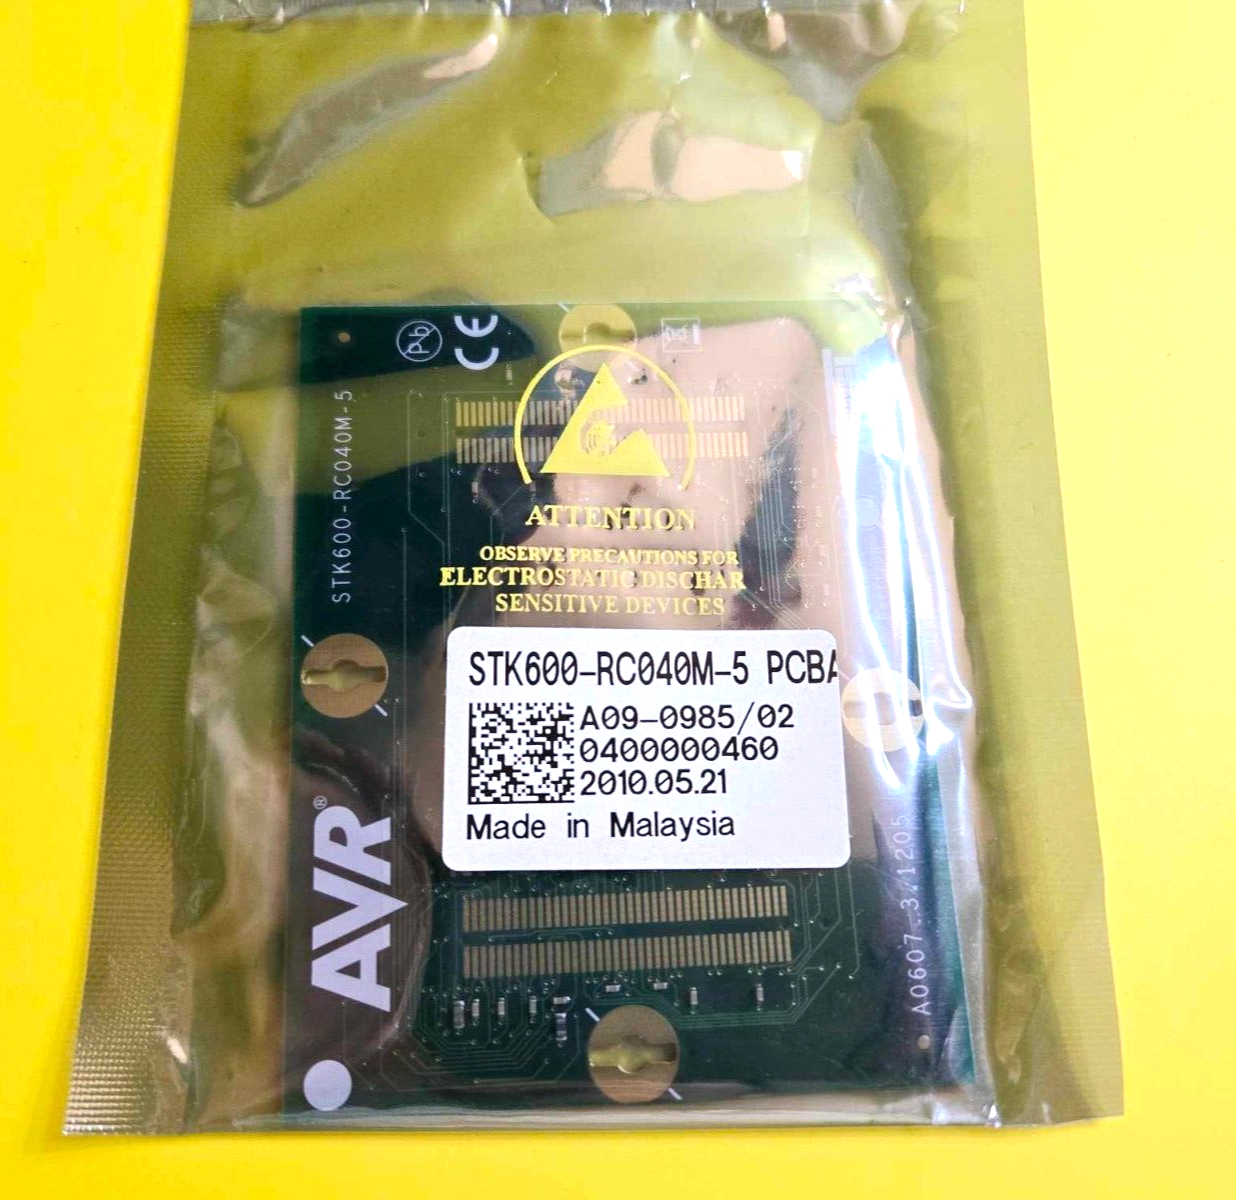 Pb
CE
STK600-RC040M-5
ATTENTION
OBSERVE PRECAUTIONS FOR
ELECTROSTATIC DISCHAR
SENSITIVE DEVICES
STK600-RC040M-5 PCBA
A09-0985/02
0400000460
2010.05.21
Made in Malaysia
AVR®
A0607.3.1205